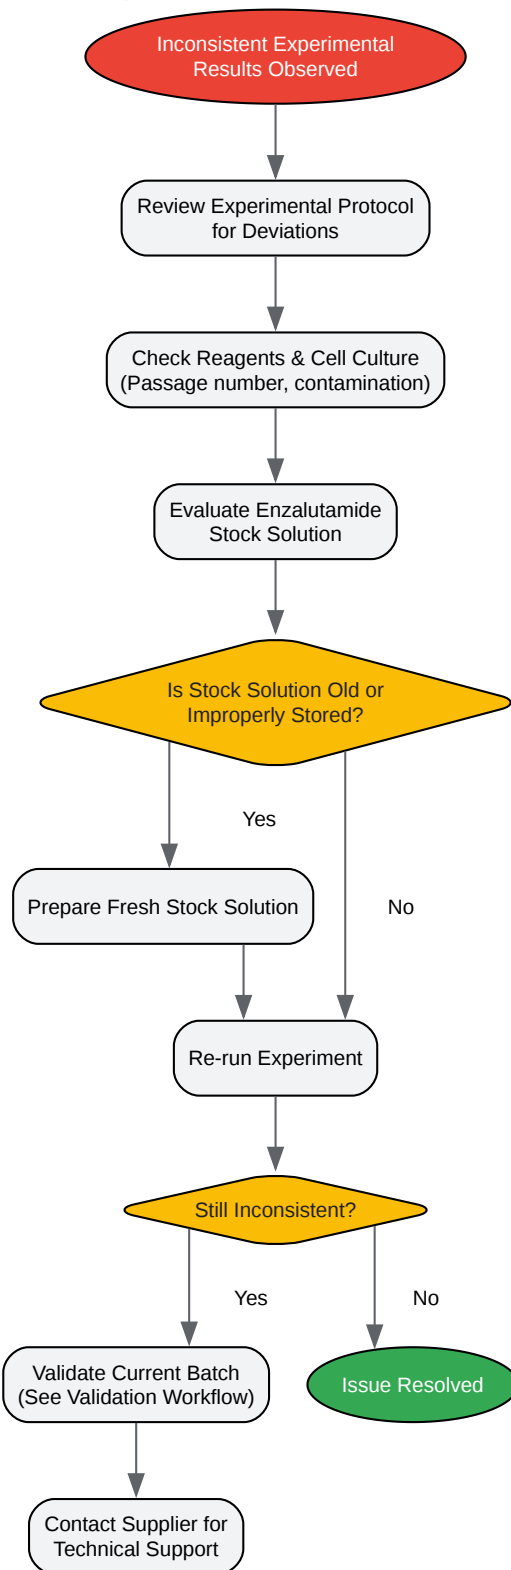 Inconsistent Experimental
Results Observed
Review Experimental Protocol
for Deviations
Check Reagents & Cell Culture
(Passage number, contamination)
Evaluate Enzalutamide
Stock Solution
Is Stock Solution Old or
Improperly Stored?
Yes
Prepare Fresh Stock Solution
No
Re-run Experiment
Still Inconsistent?
Yes
No
Validate Current Batch
(See Validation Workflow)
Issue Resolved
Contact Supplier for
Technical Support